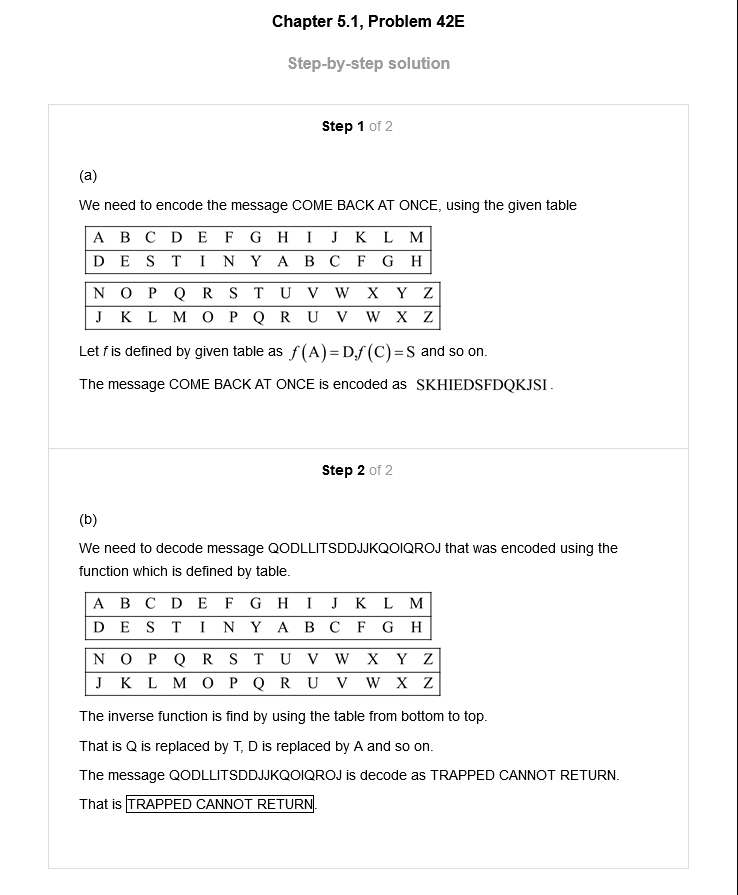 Chapter 5.1, Problem 42E
Step-by-step solution
Step 1 of 2
(a)
We need to encode the message COME BACK AT ONCE, using the given table
A B C D E F G H I J K L M
D E S T I N Y A B C F G H
N O P Q R S T U V W X Y Z
J K L M O P Q R U V W X Z
Let f is defined by given table as f(A)=D,f(C)=S and so on.
The message COME BACK AT ONCE is encoded as SKHIEDSFDQKJSI.
Step 2 of 2
(b)
We need to decode message QODLLITSDDJJKQOIQROJ that was encoded using the
function which is defined by table.
A B C D E F G H I J K L M
D E S T I N Y A B C F G H
N O P Q R S T U V W X Y Z
J K L M O P Q R U V W X Z
The inverse function is find by using the table from bottom to top.
That is Q is replaced by T, D is replaced by A and so on.
The message QODLLITSDDJJKQOIQROJ is decode as TRAPPED CANNOT RETURN.
That is TRAPPED CANNOT RETURN.